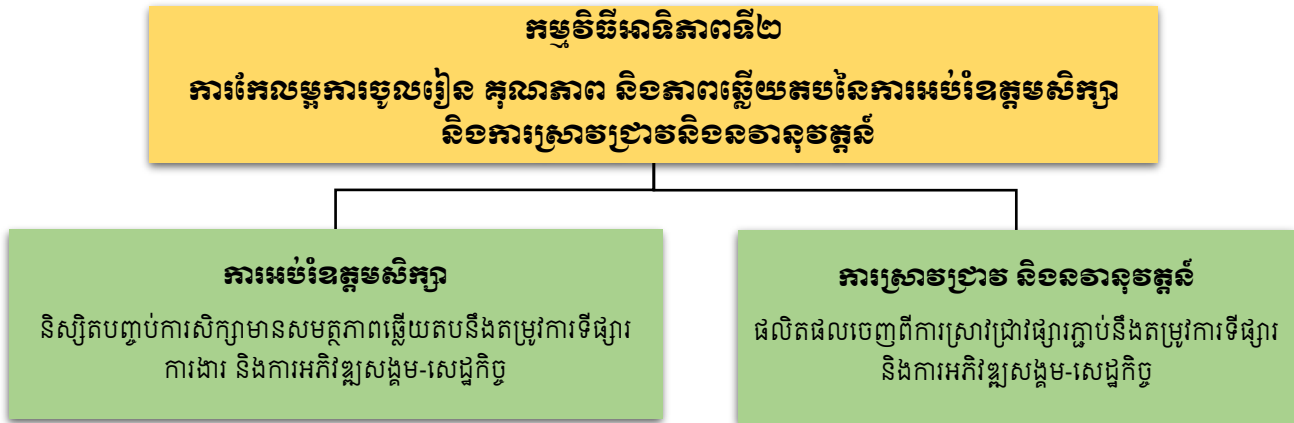 កម្មវិធីអាទិភាពទី២
ការកែលម្អការចូលរៀន គុណភាព និងភាពឆ្លើយតបនៃការអប់រំឧត្តមសិក្សា
និងការស្រាវជ្រាវនិងនវានុវត្តន៍
ការអប់រំឧត្តមសិក្សា
និស្សិតបញ្ចប់ការសិក្សាមានសមត្ថភាពឆ្លើយតបនឹងតម្រូវការទីផ្សារ
ការងារ និងការអភិវឌ្ឍសង្គម-សេដ្ឋកិច្ច
ការស្រាវជ្រាវ និងនវានុវត្តន៍
ផលិតផលចេញពីការស្រាវជ្រាវផ្សារភ្ជាប់នឹងតម្រូវការទីផ្សារ
និងការអភិវឌ្ឍសង្គម-សេដ្ឋកិច្ច